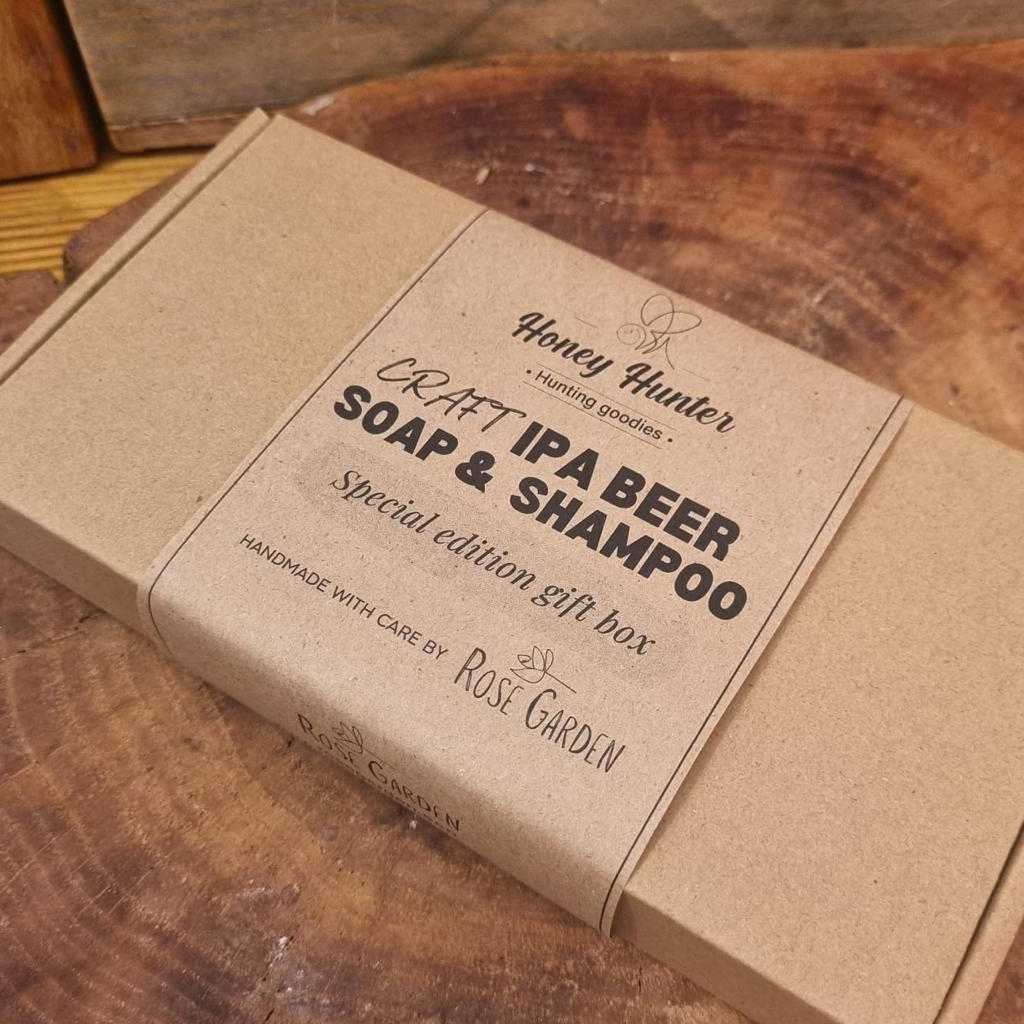 Honey Hunter
• Hunting goodies •
CRAFT IPA BEER
SOAP & SHAMPOO
Special edition gift box
HANDMADE WITH CARE BY ROSE GARDEN
ROSE GARDEN